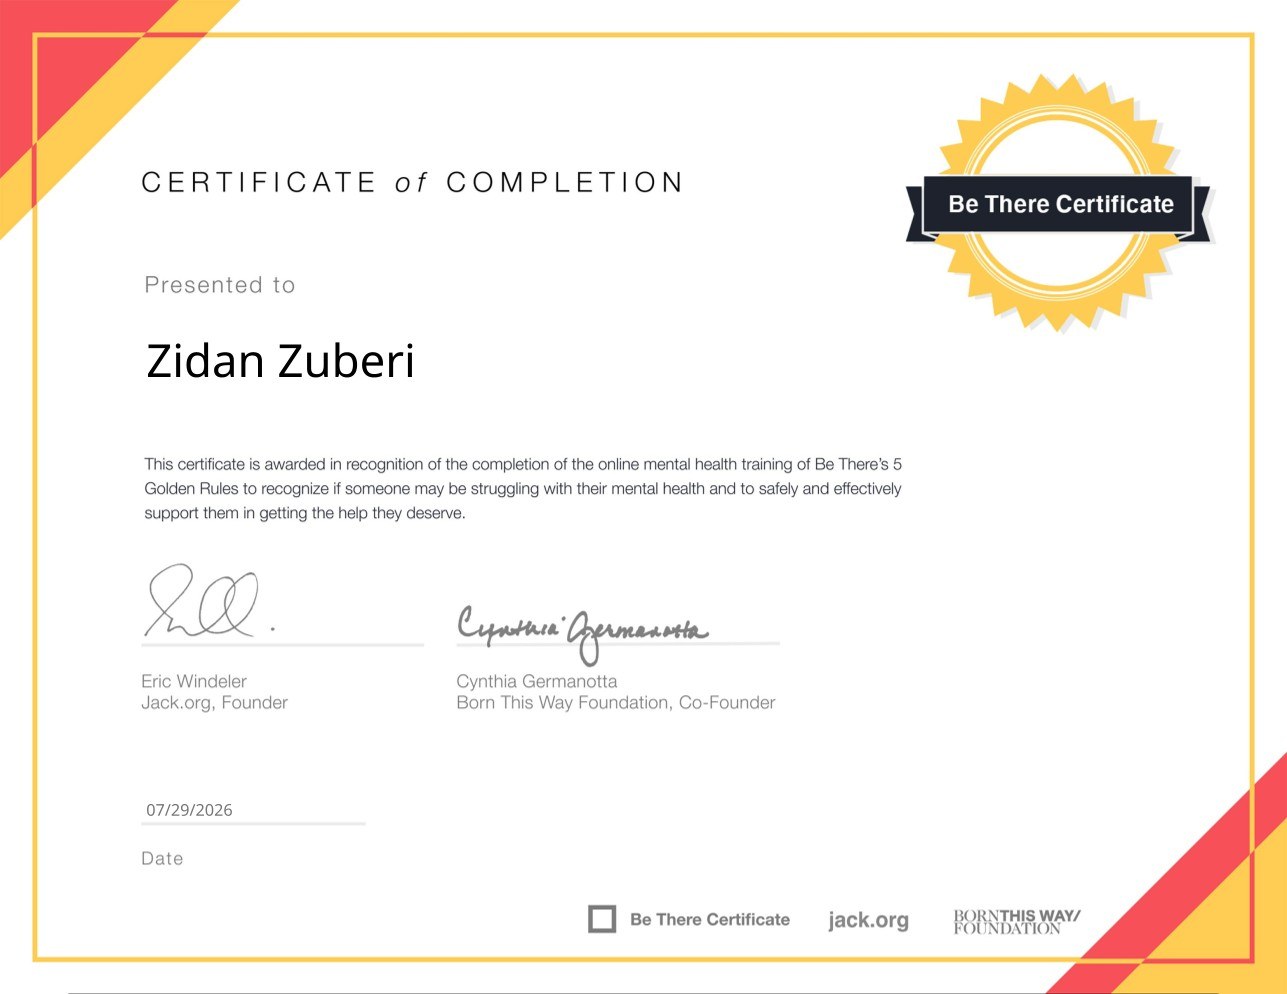 CERTIFICATE of COMPLETION
Be There Certificate
Presented to
Zidan Zuberi
This certificate is awarded in recognition of the completion of the online mental health training of Be There’s 5
Golden Rules to recognize if someone may be struggling with their mental health and to safely and effectively
support them in getting the help they deserve.
Cynthia Germanotta
Eric Windeler
Jack.org, Founder
Cynthia Germanotta
Born This Way Foundation, Co-Founder
07/29/2026
Date
Be There Certificate
jack.org
BORNTHIS WAY/
FOUNDATION